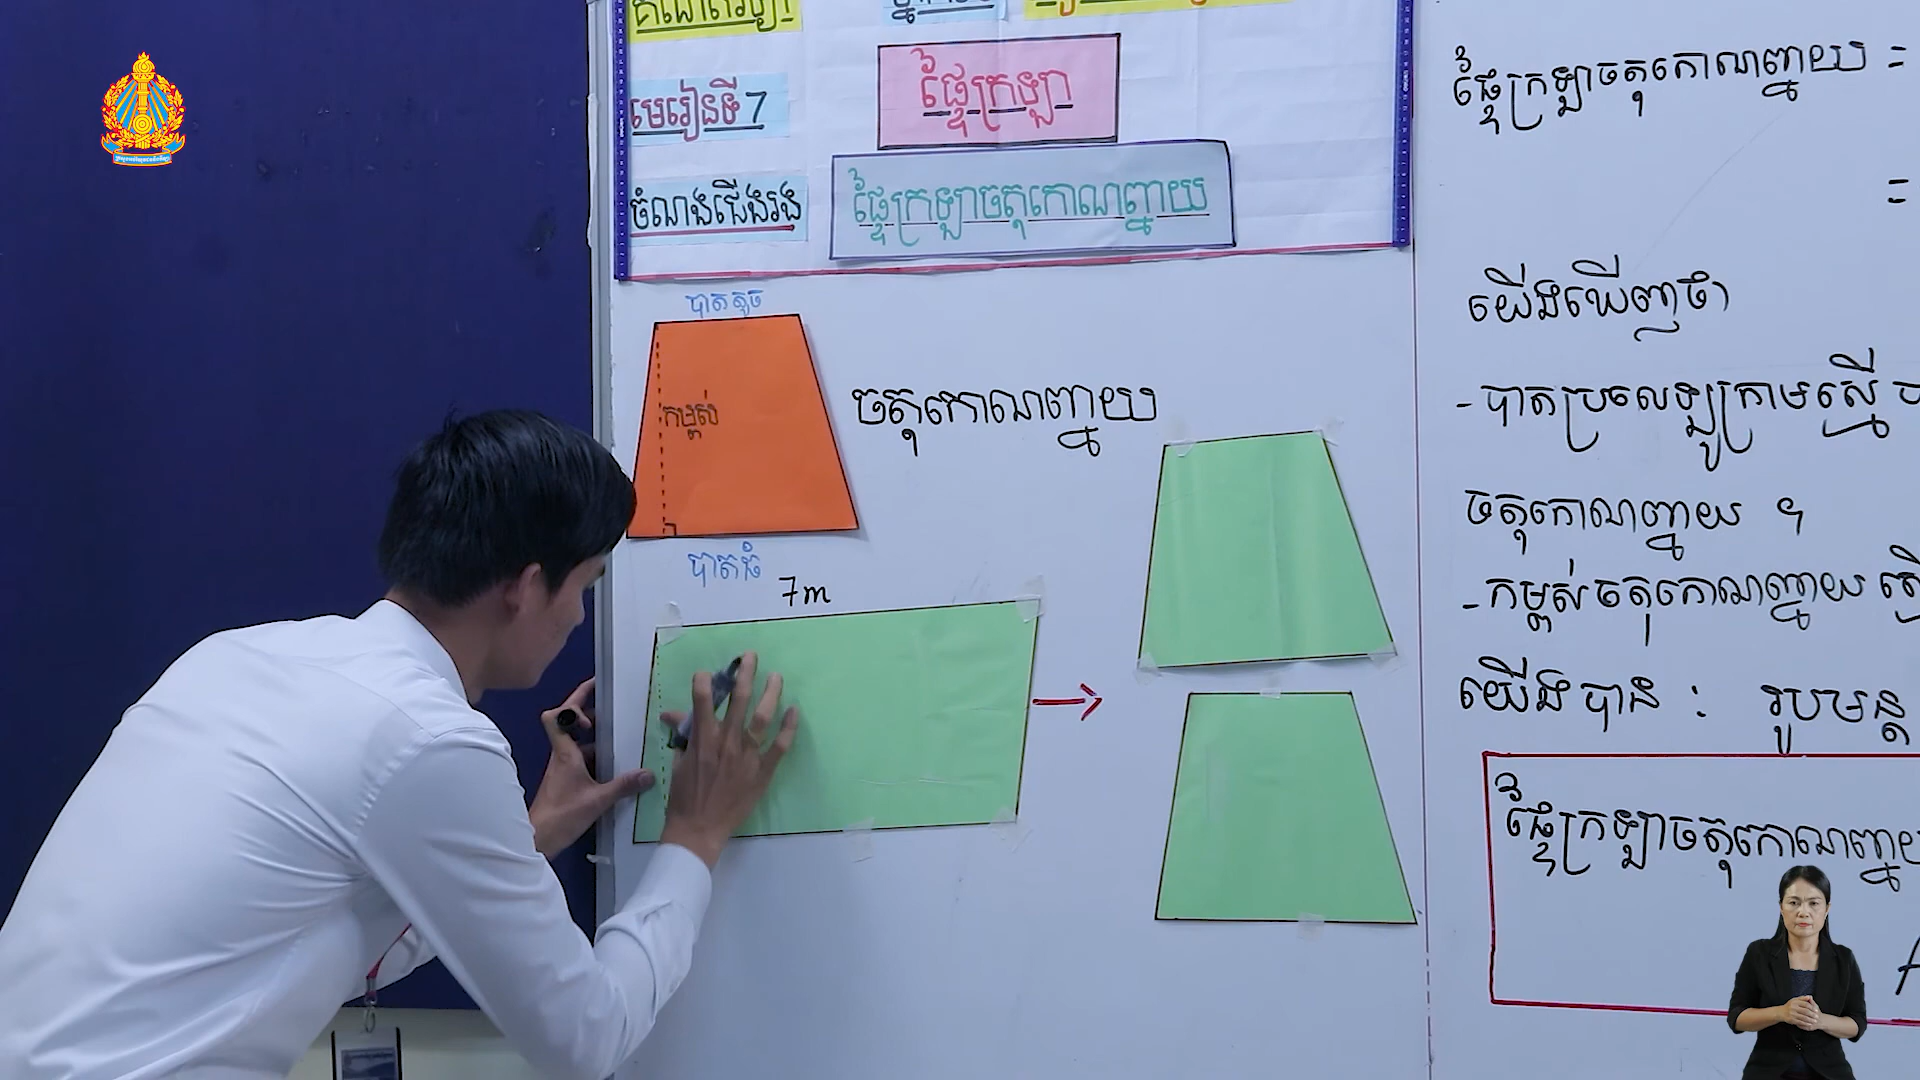 មេរៀនទី 7
ផ្ទៃក្រឡា
ចំណងជើងរង
ផ្ទៃក្រឡាចតុកោណព្នាយ
បាតតូច
កម្ពស់
ចតុកោណព្នាយ
បាតធំ
7m
ផ្ទៃក្រឡាចតុកោណព្នាយ =
=
យើងឃើញថា
- បាតប្រលេឡូក្រាមស្មើ
ចតុកោណព្នាយ ។
- កម្ពស់ចតុកោណព្នាយ
យើងបាន : រូបមន្ត
ផ្ទៃក្រឡាចតុកោណព្នាយ